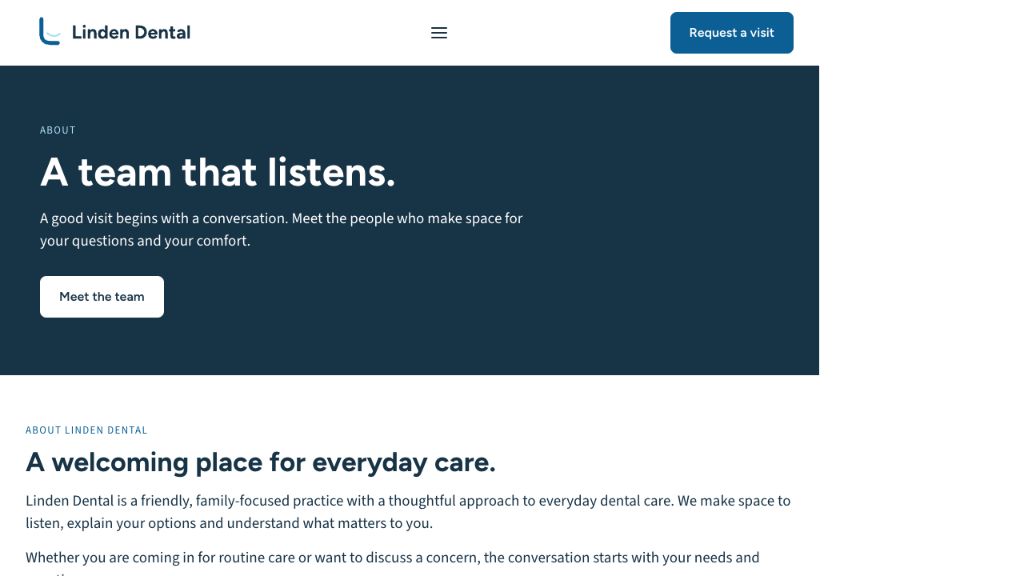 Linden Dental
Request a visit
ABOUT
A team that listens.
A good visit begins with a conversation. Meet the people who make space for
your questions and your comfort.
Meet the team
ABOUT LINDEN DENTAL
A welcoming place for everyday care.
Linden Dental is a friendly, family-focused practice with a thoughtful approach to everyday dental care. We make space to
listen, explain your options and understand what matters to you.
Whether you are coming in for routine care or want to discuss a concern, the conversation starts with your needs and